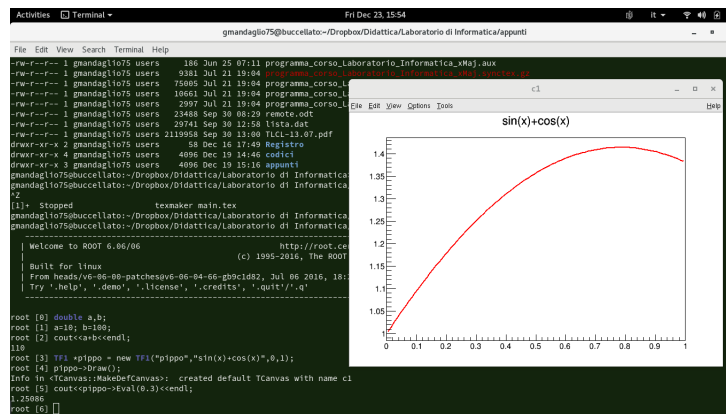 Activities Terminal Fri Dec 23, 15:54 it
gmandaglio75@buccellato:~/Dropbox/Didattica/Laboratorio di Informatica/appunti
File Edit View Search Terminal Help
-rw-r--r-- 1 gmandaglio75 users 186 Jun 25 07:11 programma_corso_Laboratorio_Informatica_xMaj.aux
-rw-r--r-- 1 gmandaglio75 users 9381 Jul 21 19:04 programma_corso_Laboratorio_Informatica_xMaj.synctex.gz
-rw-r--r-- 1 gmandaglio75 users 75005 Jul 21 19:04 programma_corso_L
-rw-r--r-- 1 gmandaglio75 users 10661 Jul 21 19:04 programma_corso_L
-rw-r--r-- 1 gmandaglio75 users 2997 Jul 21 19:04 programma_corso_L
-rw-r--r-- 1 gmandaglio75 users 23488 Sep 30 08:29 remote.odt
-rw-r--r-- 1 gmandaglio75 users 29741 Sep 30 12:58 lista.dat
-rw-r--r-- 1 gmandaglio75 users 2119958 Sep 30 13:00 TLCL-13.07.pdf
drwxr-xr-x 2 gmandaglio75 users 58 Dec 16 17:49 Registro
drwxr-xr-x 4 gmandaglio75 users 4096 Dec 19 14:46 codici
drwxr-xr-x 3 gmandaglio75 users 4096 Dec 19 15:16 appunti
gmandaglio75@buccellato:~/Dropbox/Didattica/Laboratorio di Informatica
gmandaglio75@buccellato:~/Dropbox/Didattica/Laboratorio di Informatica
^Z
[1]+ Stopped texmaker main.tex
gmandaglio75@buccellato:~/Dropbox/Didattica/Laboratorio di Informatica
gmandaglio75@buccellato:~/Dropbox/Didattica/Laboratorio di Informatica
| Welcome to ROOT 6.06/06 http://root.cer
| (c) 1995-2016, The ROOT
| Built for linux
| From heads/v6-06-00-patches@v6-06-04-66-gb9c1d82, Jul 06 2016, 18:
| Try '.help', '.demo', '.license', '.credits', '.quit'/'.q'
root [0] double a,b;
root [1] a=10; b=100;
root [2] cout<<a+b<<endl;
110
root [3] TF1 *pippo = new TF1("pippo","sin(x)+cos(x)",0,1);
root [4] pippo->Draw();
Info in <TCanvas::MakeDefCanvas>: created default TCanvas with name c1
root [5] cout<<pippo->Eval(0.3)<<endl;
1.25086
root [6]
c1
File Edit View Options Tools Help
sin(x)+cos(x)
1.4
1.35
1.3
1.25
1.2
1.15
1.1
1.05
1
0 0.1 0.2 0.3 0.4 0.5 0.6 0.7 0.8 0.9 1